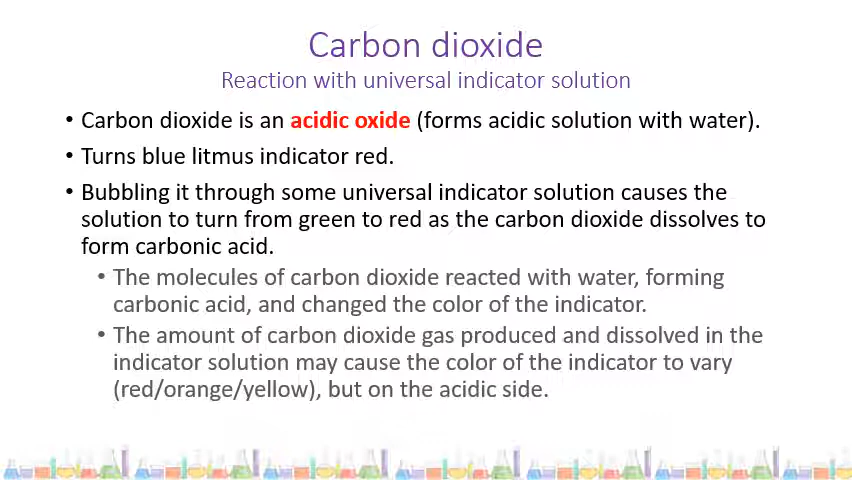 Carbon dioxide
Reaction with universal indicator solution
• Carbon dioxide is an acidic oxide (forms acidic solution with water).
• Turns blue litmus indicator red.
• Bubbling it through some universal indicator solution causes the
solution to turn from green to red as the carbon dioxide dissolves to
form carbonic acid.
• The molecules of carbon dioxide reacted with water, forming
carbonic acid, and changed the color of the indicator.
• The amount of carbon dioxide gas produced and dissolved in the
indicator solution may cause the color of the indicator to vary
(red/orange/yellow), but on the acidic side.